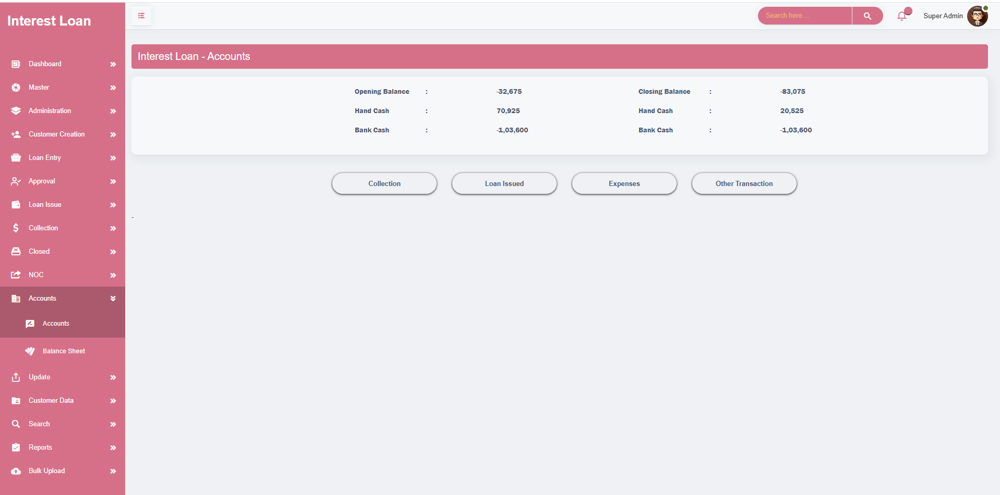 Interest Loan
Search here ...
Super Admin
Dashboard
Master
Administration
Customer Creation
Loan Entry
Approval
Loan Issue
Collection
Closed
NOC
Accounts
Accounts
Balance Sheet
Update
Customer Data
Search
Reports
Bulk Upload
Interest Loan - Accounts
Opening Balance : -32,675 Closing Balance : -83,075
Hand Cash : 70,925 Hand Cash : 20,525
Bank Cash : -1,03,600 Bank Cash : -1,03,600
Collection Loan Issued Expenses Other Transaction
-